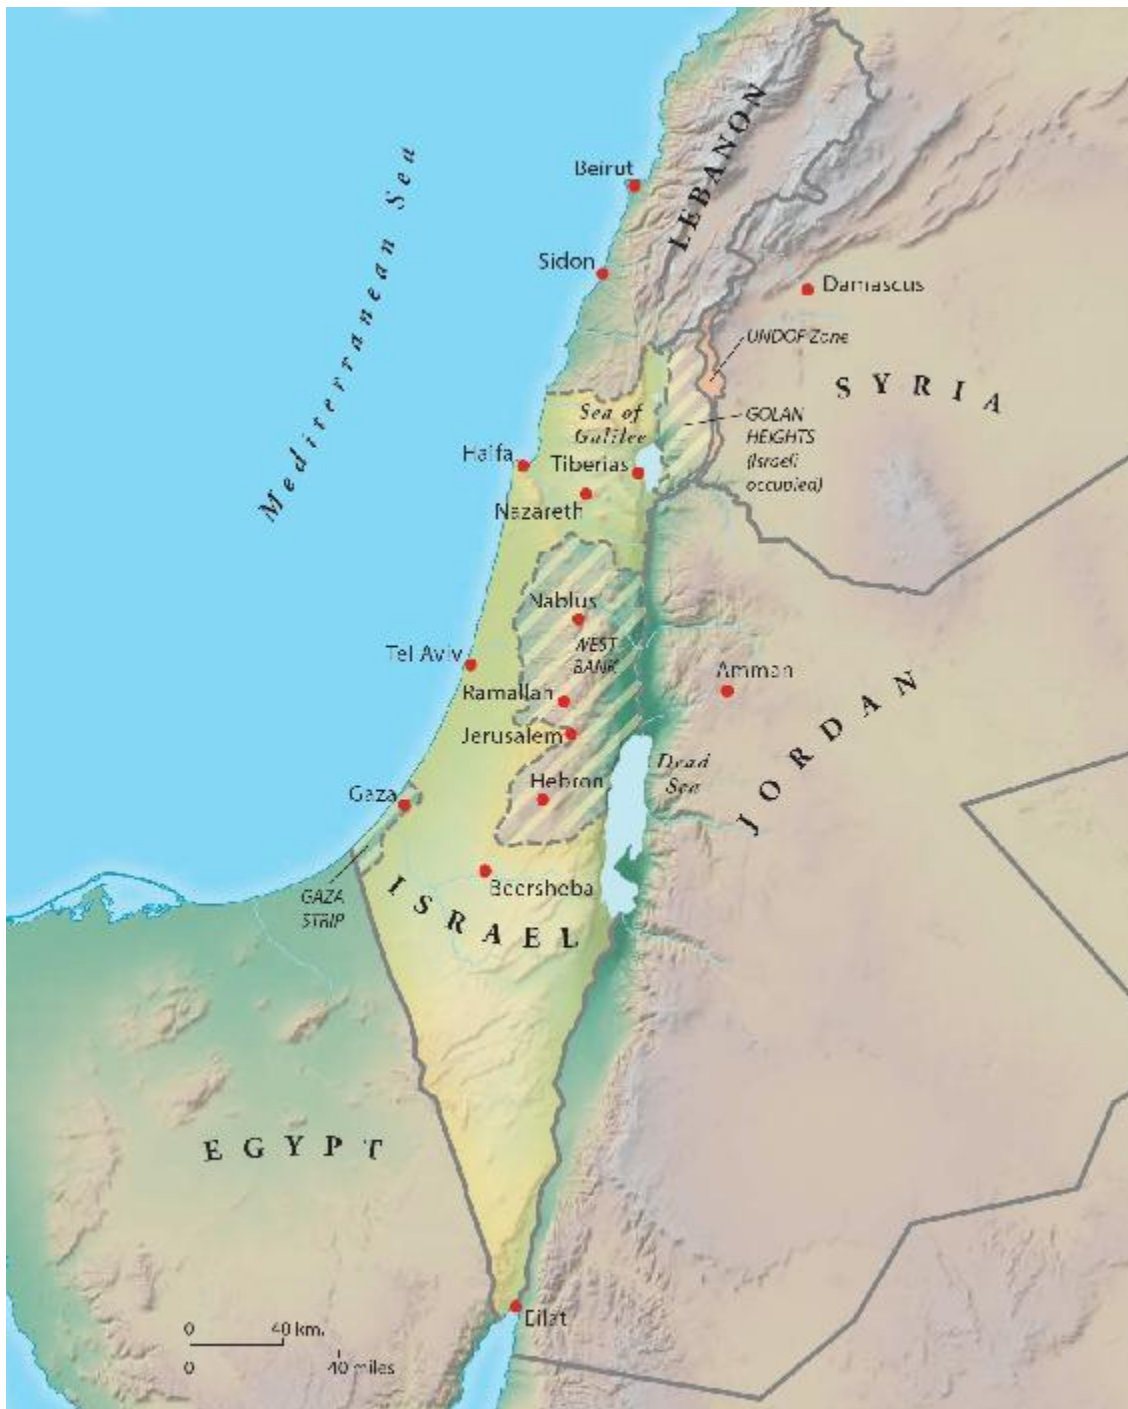 Mediterranean Sea
LEBANON
Beirut
Sidon
Damascus
UNDOF Zone
SYRIA
Sea of
Galilee
GOLAN
HEIGHTS
(Israeli
occupied)
Haifa
Tiberias
Nazareth
Nablus
WEST
BANK
Tel Aviv
Ramallah
Amman
Jerusalem
JORDAN
Dead
Sea
Hebron
Gaza
GAZA
STRIP
Beersheba
ISRAEL
EGYPT
Eilat
0 40 km.
0 40 miles